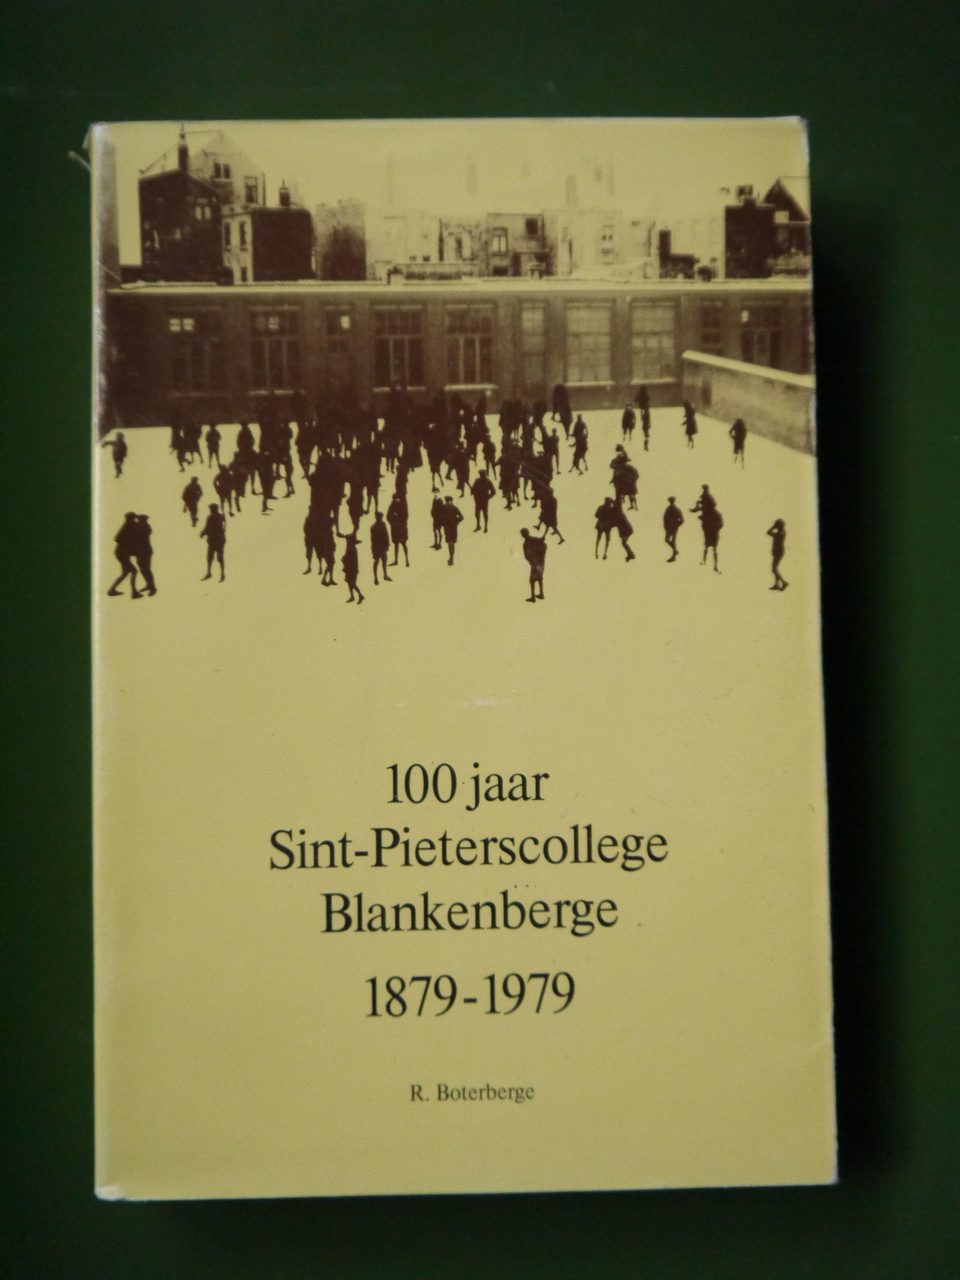 100 jaar
Sint-Pieterscollege
Blankenberge
1879-1979
R. Boterberge